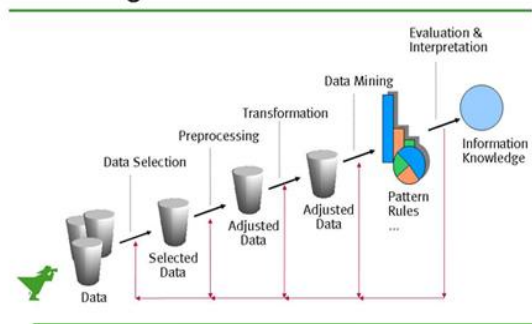 Evaluation &
Interpretation
Data Mining
Transformation
Preprocessing
Data Selection
Information
Knowledge
Pattern
Rules
...
Adjusted
Data
Adjusted
Data
Selected
Data
Data